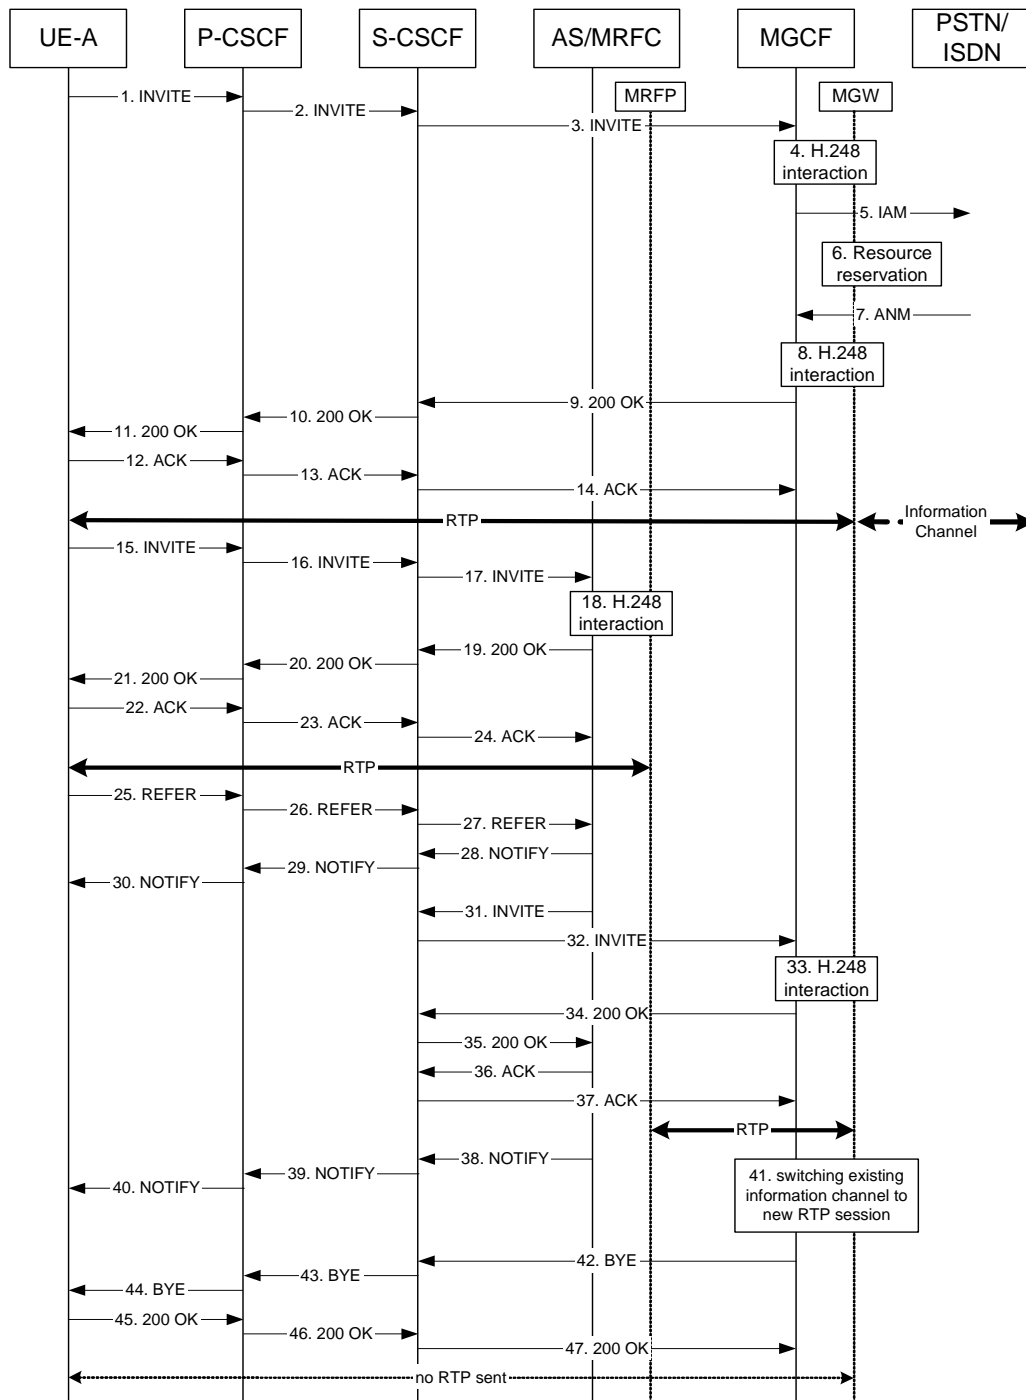 UE-A
P-CSCF
S-CSCF
AS/MRFC
MGCF
PSTN/
ISDN
MRFP
MGW
1. INVITE
2. INVITE
3. INVITE
4. H.248
interaction
5. IAM
6. Resource
reservation
7. ANM
8. H.248
interaction
9. 200 OK
10. 200 OK
11. 200 OK
12. ACK
13. ACK
14. ACK
RTP
Information
Channel
15. INVITE
16. INVITE
17. INVITE
18. H.248
interaction
19. 200 OK
20. 200 OK
21. 200 OK
22. ACK
23. ACK
24. ACK
RTP
25. REFER
26. REFER
27. REFER
28. NOTIFY
29. NOTIFY
30. NOTIFY
31. INVITE
32. INVITE
33. H.248
interaction
34. 200 OK
35. 200 OK
36. ACK
37. ACK
RTP
38. NOTIFY
39. NOTIFY
40. NOTIFY
41. switching existing
information channel to
new RTP session
42. BYE
43. BYE
44. BYE
45. 200 OK
46. 200 OK
47. 200 OK
no RTP sent